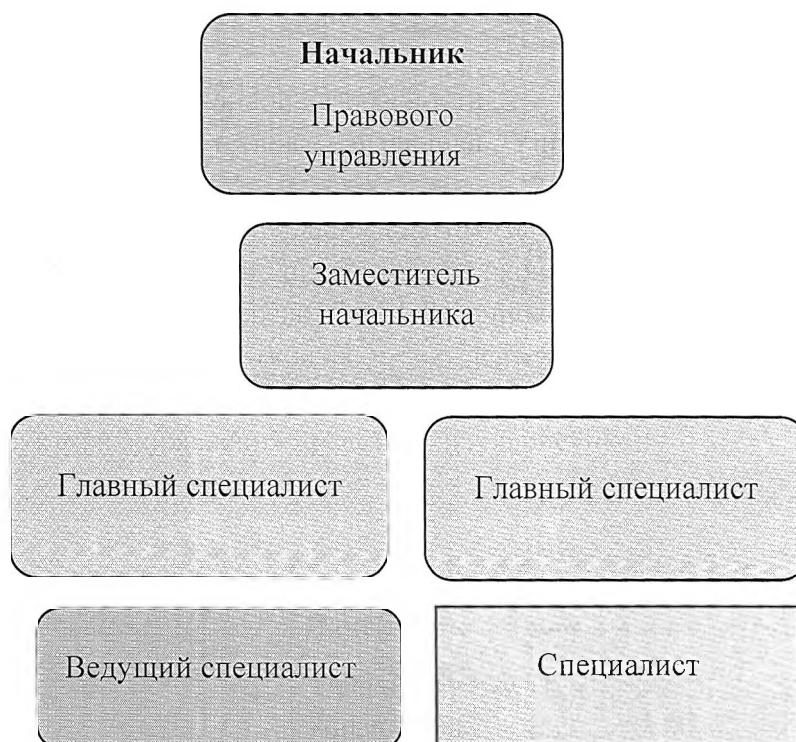 Начальник
Правового
управления
Заместитель
начальника
Главный специалист
Главный специалист
Ведущий специалист
Специалист